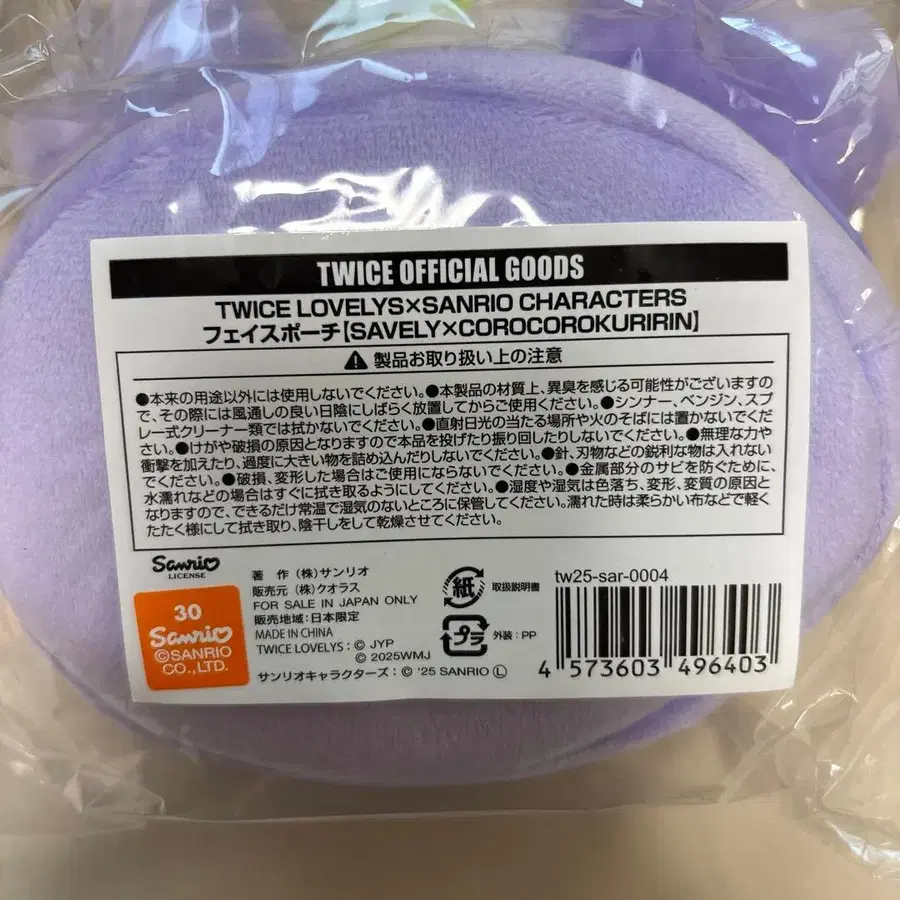 TWICE OFFICIAL GOODS
TWICE LOVELYS×SANRIO CHARACTERS
フェイスポーチ【SAVELY×COROCOROKURIRIN】
⚠ 製品お取り扱い上の注意
●本来の用途以外には使用しないでください。●本製品の材質上、異臭を感じる可能性がございますの
で、その際には風通しの良い日陰にしばらく放置してからご使用ください。●シンナー、ベンジン、スプ
レー式クリーナー類では拭かないでください。●直射日光の当たる場所や火のそばには置かないでくだ
さい。●けがや破損の原因となりますので本品を投げたり振り回したりしないでください。●無理な力や
衝撃を加えたり、過度に大きい物を詰め込んだりしないでください。●針、刃物などの鋭利な物は入れない
でください。●破損、変形した場合はご使用にならないでください。●金属部分のサビを防ぐために、
水濡れなどの場合はすぐに拭き取るようにしてください。●湿度や湿気は色落ち、変形、変質の原因と
なりますので、できるだけ常温で湿気のないところに保管してください。濡れた時は柔らかい布などで軽く
たたく様にして拭き取り、陰干しをして乾燥させてください。
Sanrio
LICENSE
30
Sanrio
©SANRIO
CO.,LTD.
著 作 (株)サンリオ
販売元 (株)クオラス
FOR SALE IN JAPAN ONLY
販売地域:日本限定
MADE IN CHINA
TWICE LOVELYS:© JYP
© 2025WMJ
サンリオキャラクターズ:© '25 SANRIO Ⓛ
紙 取扱説明書
プラ 外装:PP
tw25-sar-0004
4 573603 496403